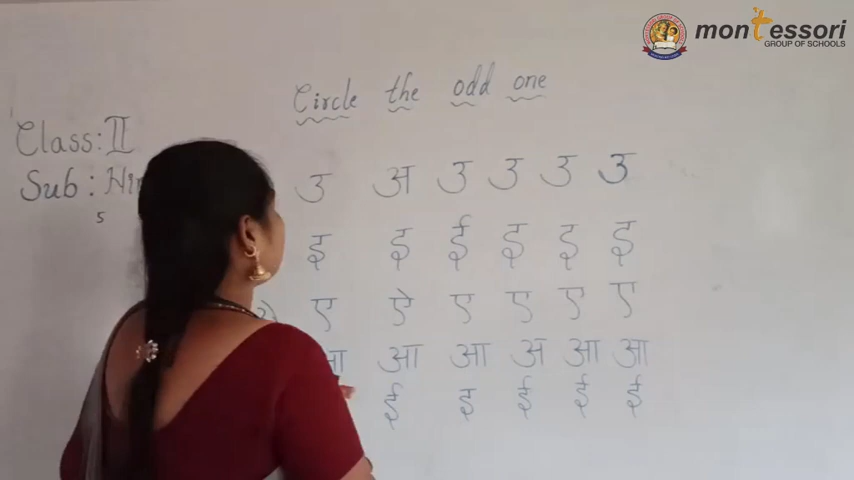 montessori
GROUP OF SCHOOLS
Circle the odd one
Class: II
Sub:
उ अ उ उ उ उ
इ इ ई इ इ इ
ए ऐ ए ए ए ए
आ आ अ आ आ
ई इ ई ई ई